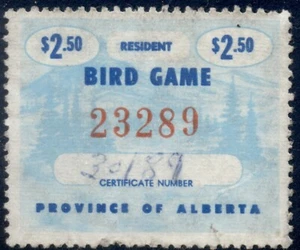 $2.50 RESIDENT $2.50
BIRD GAME
23289
CERTIFICATE NUMBER
PROVINCE OF ALBERTA